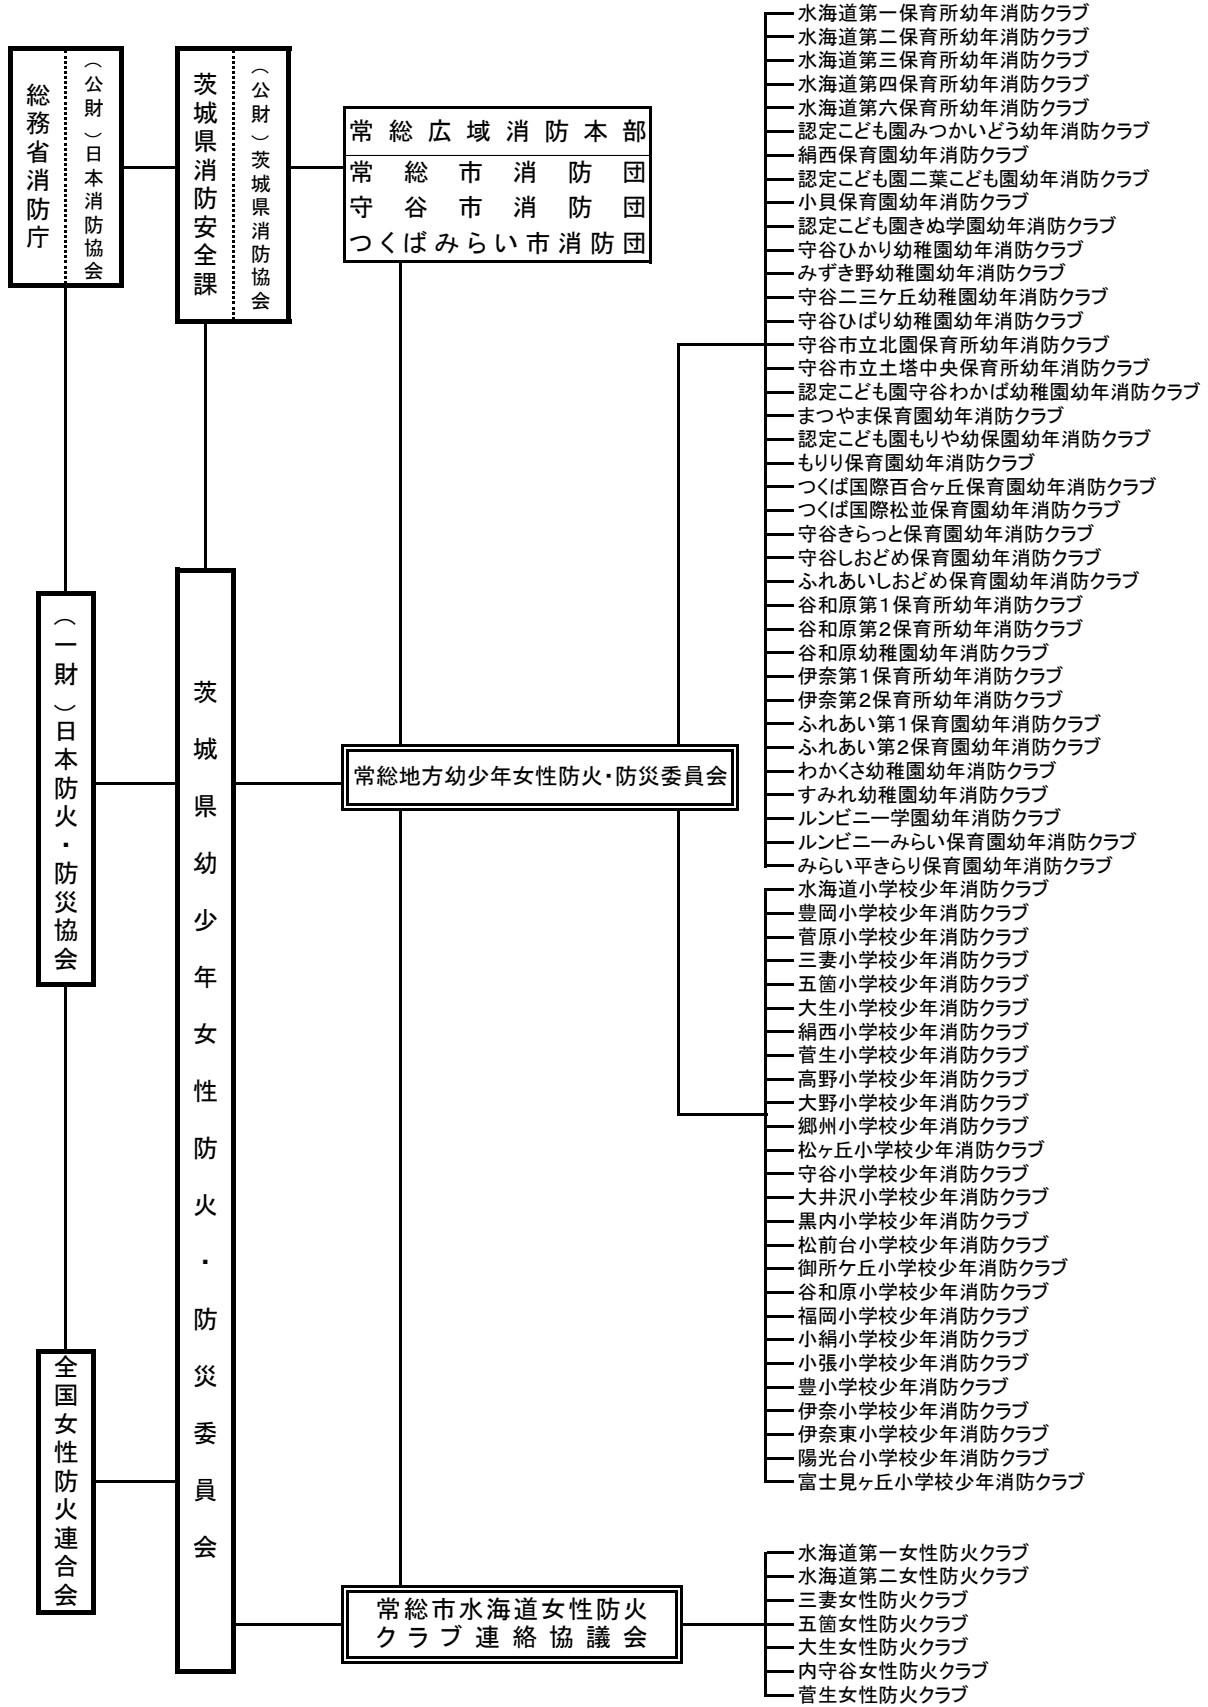 総務省消防庁
（公財）日本消防協会
茨城県消防安全課
（公財）茨城県消防協会
常総広域消防本部
常総市消防団
守谷市消防団
つくばみらい市消防団
（一財）日本防火・防災協会
茨城県幼少年女性防火・防災委員会
全国女性防火連合会
常総地方幼少年女性防火・防災委員会
常総市水海道女性防火
クラブ連絡協議会
水海道第一保育所幼年消防クラブ
水海道第二保育所幼年消防クラブ
水海道第三保育所幼年消防クラブ
水海道第四保育所幼年消防クラブ
水海道第六保育所幼年消防クラブ
認定こども園みつかいどう幼年消防クラブ
絹西保育園幼年消防クラブ
認定こども園二葉こども園幼年消防クラブ
小貝保育園幼年消防クラブ
認定こども園きぬ学園幼年消防クラブ
守谷ひかり幼稚園幼年消防クラブ
みずき野幼稚園幼年消防クラブ
守谷二三ケ丘幼稚園幼年消防クラブ
守谷ひばり幼稚園幼年消防クラブ
守谷市立北園保育所幼年消防クラブ
守谷市立土塔中央保育所幼年消防クラブ
認定こども園守谷わかば幼稚園幼年消防クラブ
まつやま保育園幼年消防クラブ
認定こども園もりや幼保園幼年消防クラブ
もりり保育園幼年消防クラブ
つくば国際百合ヶ丘保育園幼年消防クラブ
つくば国際松並保育園幼年消防クラブ
守谷きらっと保育園幼年消防クラブ
守谷しおどめ保育園幼年消防クラブ
ふれあいしおどめ保育園幼年消防クラブ
谷和原第1保育所幼年消防クラブ
谷和原第2保育所幼年消防クラブ
谷和原幼稚園幼年消防クラブ
伊奈第1保育所幼年消防クラブ
伊奈第2保育所幼年消防クラブ
ふれあい第1保育園幼年消防クラブ
ふれあい第2保育園幼年消防クラブ
わかくさ幼稚園幼年消防クラブ
すみれ幼稚園幼年消防クラブ
ルンビニー学園幼年消防クラブ
ルンビニーみらい保育園幼年消防クラブ
みらい平きらり保育園幼年消防クラブ
水海道小学校少年消防クラブ
豊岡小学校少年消防クラブ
菅原小学校少年消防クラブ
三妻小学校少年消防クラブ
五箇小学校少年消防クラブ
大生小学校少年消防クラブ
絹西小学校少年消防クラブ
菅生小学校少年消防クラブ
高野小学校少年消防クラブ
大野小学校少年消防クラブ
郷州小学校少年消防クラブ
松ヶ丘小学校少年消防クラブ
守谷小学校少年消防クラブ
大井沢小学校少年消防クラブ
黒内小学校少年消防クラブ
松前台小学校少年消防クラブ
御所ケ丘小学校少年消防クラブ
谷和原小学校少年消防クラブ
福岡小学校少年消防クラブ
小絹小学校少年消防クラブ
小張小学校少年消防クラブ
豊小学校少年消防クラブ
伊奈小学校少年消防クラブ
伊奈東小学校少年消防クラブ
陽光台小学校少年消防クラブ
富士見ヶ丘小学校少年消防クラブ
水海道第一女性防火クラブ
水海道第二女性防火クラブ
三妻女性防火クラブ
五箇女性防火クラブ
大生女性防火クラブ
内守谷女性防火クラブ
菅生女性防火クラブ